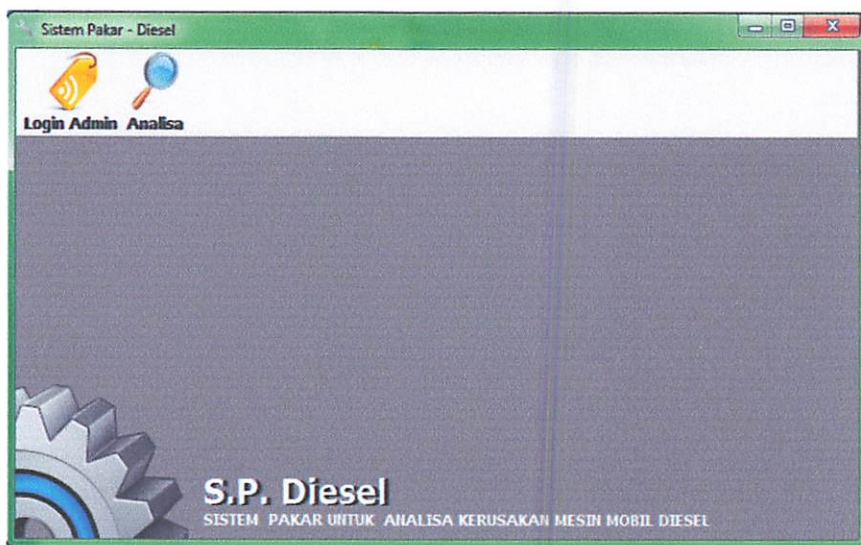 Sistem Pakar - Diesel
Login Admin Analisa
S.P. Diesel
SISTEM PAKAR UNTUK ANALISA KERUSAKAN MESIN MOBIL DIESEL